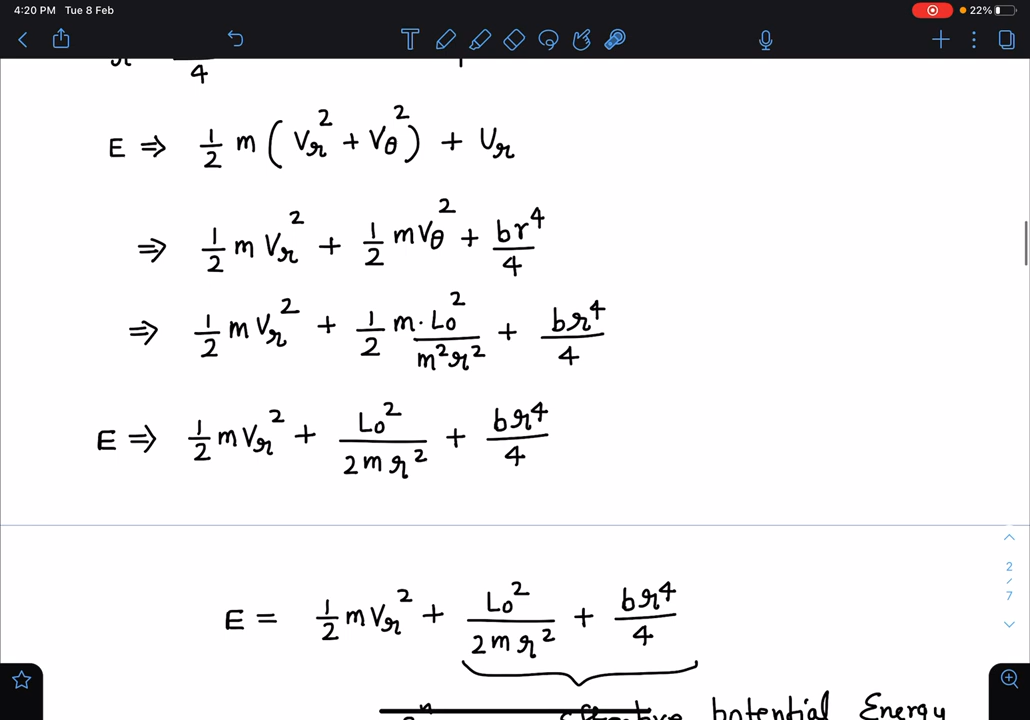 4:20 PM Tue 8 Feb 22%
4
E ⇒ 1/2 m (Vr² + Vθ²) + Ur
⇒ 1/2 m Vr² + 1/2 m Vθ² + br⁴/4
⇒ 1/2 m Vr² + 1/2 m · Lo²/m²r² + br⁴/4
E ⇒ 1/2 m Vr² + Lo²/2mr² + br⁴/4
2
/
7
E = 1/2 m Vr² + Lo²/2mr² + br⁴/4
potential Energy